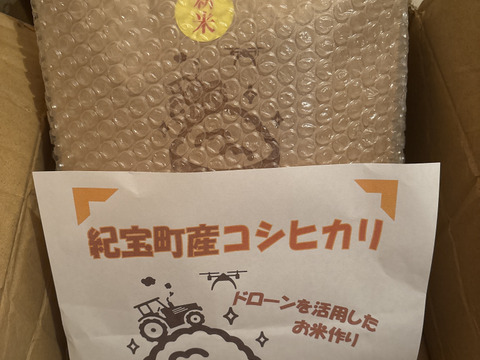 新米
紀宝町産コシヒカリ
ドローンを活用した
お米作り